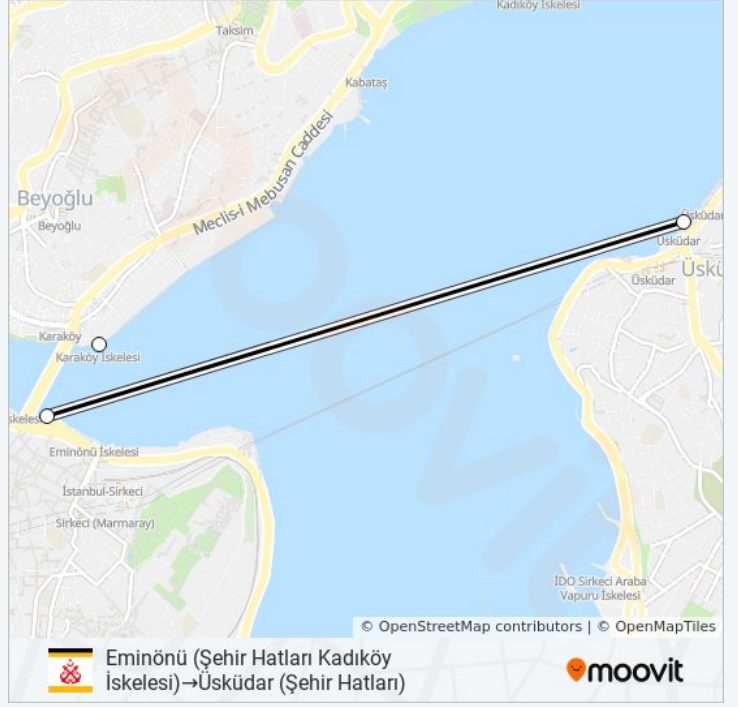 Kadıköy İskelesi
Taksim
Kabataş
Meclis-i Mebusan Caddesi
Beyoğlu
Beyoğlu
Üsküdar
Üsküdar
Üskü
Üsküdar
Karaköy
Karaköy İskelesi
skelesi
Eminönü İskelesi
İstanbul-Sirkeci
Sirkeci (Marmaray)
İDO Sirkeci Araba
Vapuru İskelesi
© OpenStreetMap contributors | © OpenMapTiles
Eminönü (Şehir Hatları Kadıköy
İskelesi)→Üsküdar (Şehir Hatları)
moovit